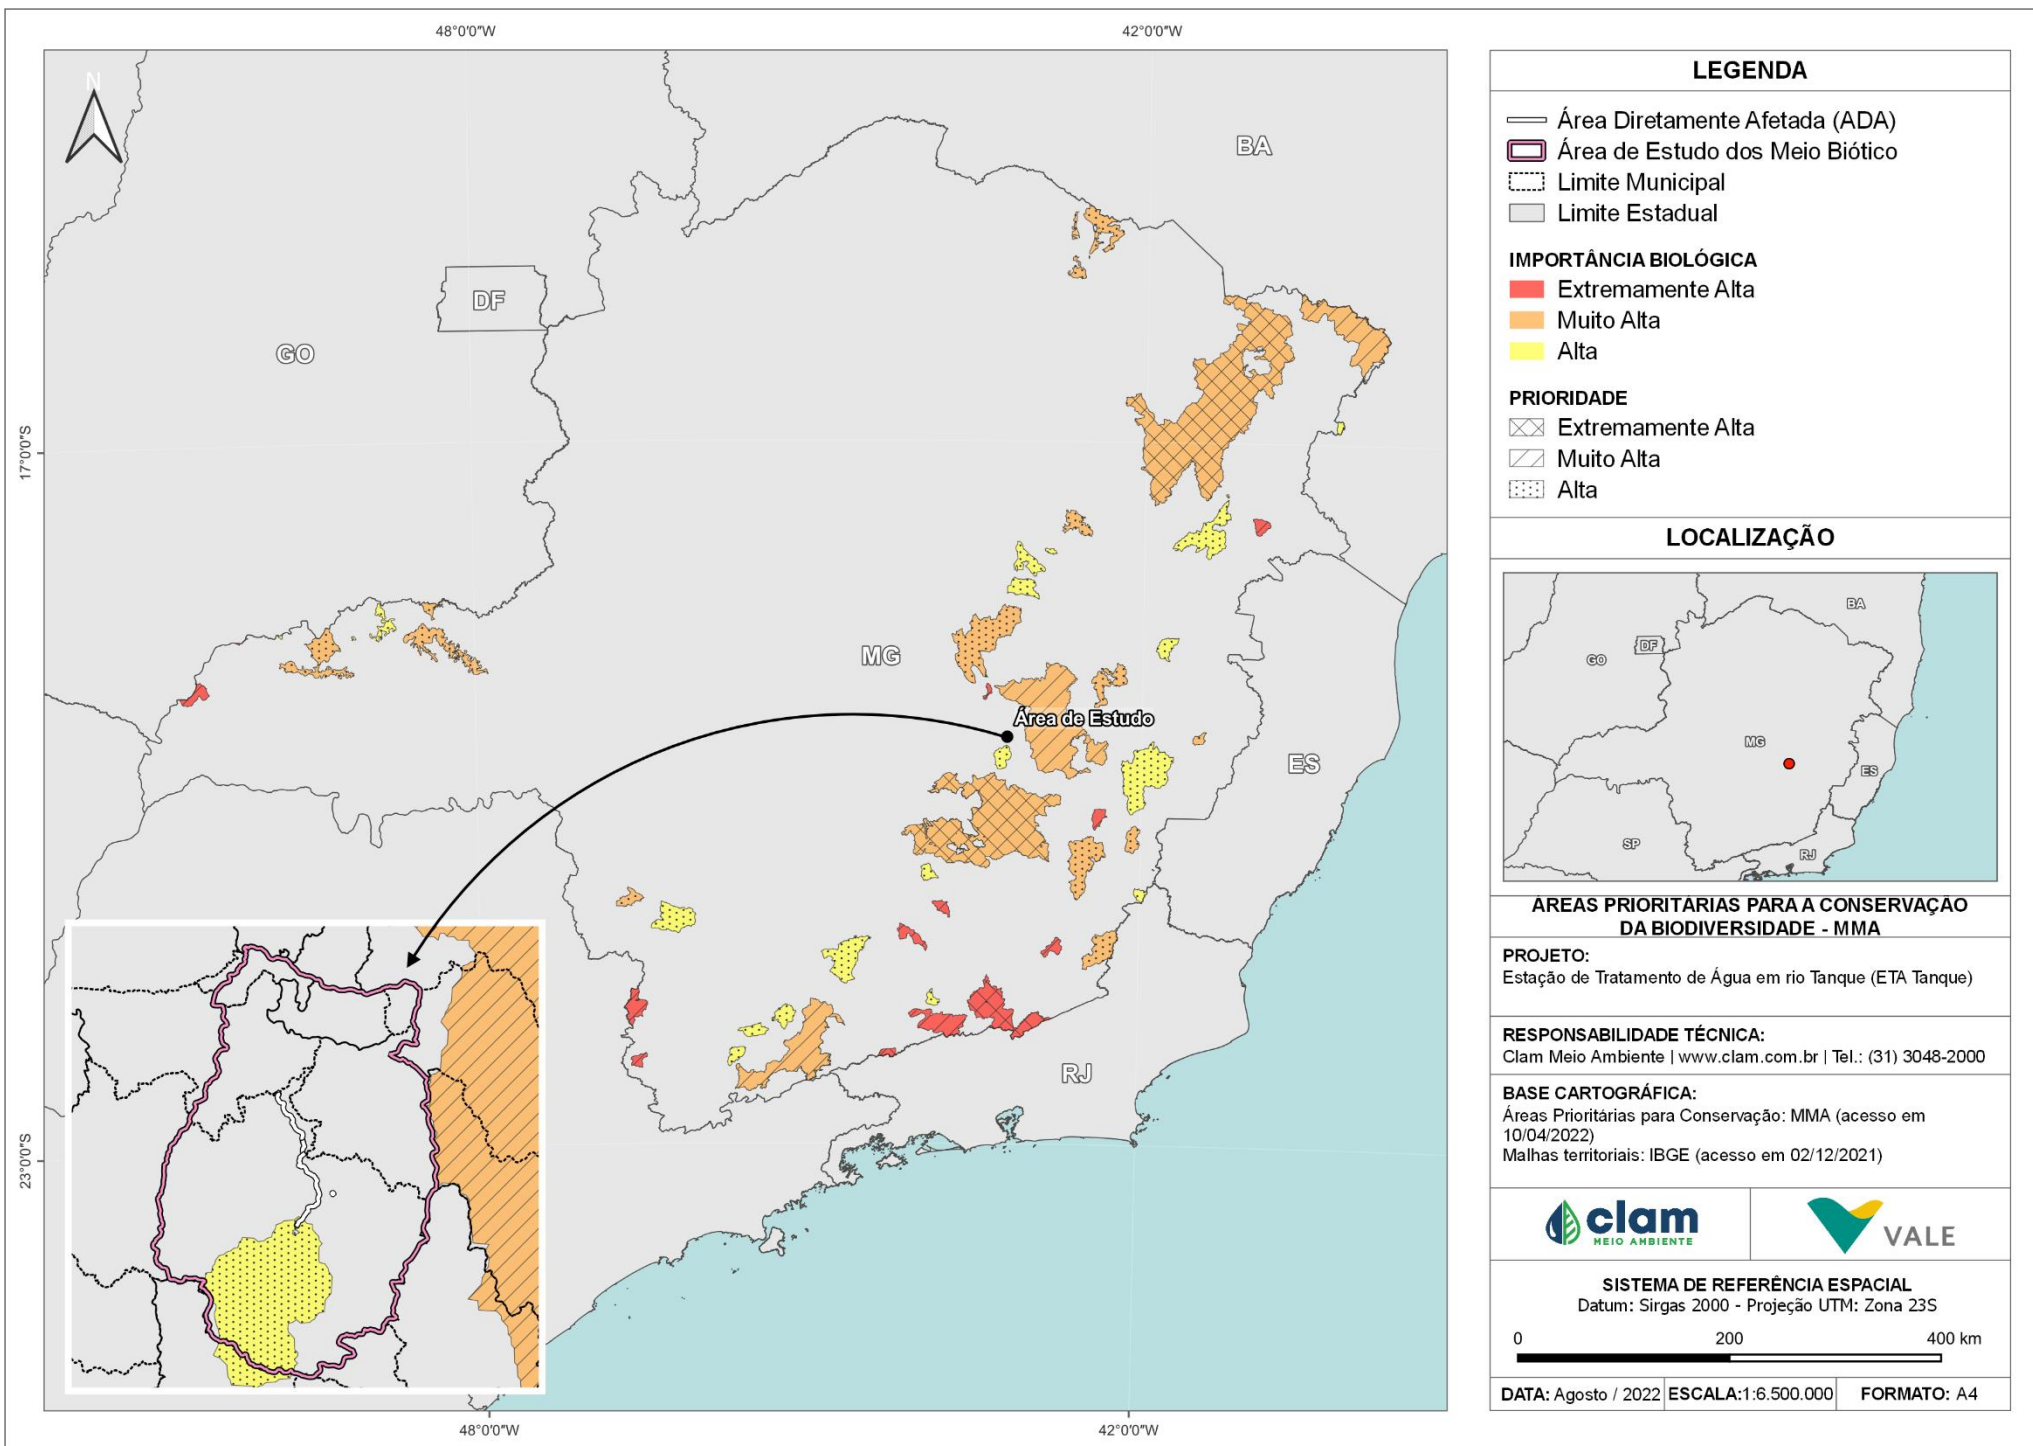 48°0'0"W
42°0'0"W
N
BA
DF
GO
17°0'0"S
MG
Área de Estudo
ES
RJ
23°0'0"S
48°0'0"W
42°0'0"W
LEGENDA
Área Diretamente Afetada (ADA)
Área de Estudo dos Meio Biótico
Limite Municipal
Limite Estadual
IMPORTÂNCIA BIOLÓGICA
Extremamente Alta
Muito Alta
Alta
PRIORIDADE
Extremamente Alta
Muito Alta
Alta
LOCALIZAÇÃO
BA
DF
GO
MG
ES
SP
RJ
ÁREAS PRIORITÁRIAS PARA A CONSERVAÇÃO
DA BIODIVERSIDADE - MMA
PROJETO:
Estação de Tratamento de Água em rio Tanque (ETA Tanque)
RESPONSABILIDADE TÉCNICA:
Clam Meio Ambiente | www.clam.com.br | Tel.: (31) 3048-2000
BASE CARTOGRÁFICA:
Áreas Prioritárias para Conservação: MMA (acesso em
10/04/2022)
Malhas territoriais: IBGE (acesso em 02/12/2021)
clam
MEIO AMBIENTE
VALE
SISTEMA DE REFERÊNCIA ESPACIAL
Datum: Sirgas 2000 - Projeção UTM: Zona 23S
0 200 400 km
DATA: Agosto / 2022 ESCALA:1:6.500.000 FORMATO: A4